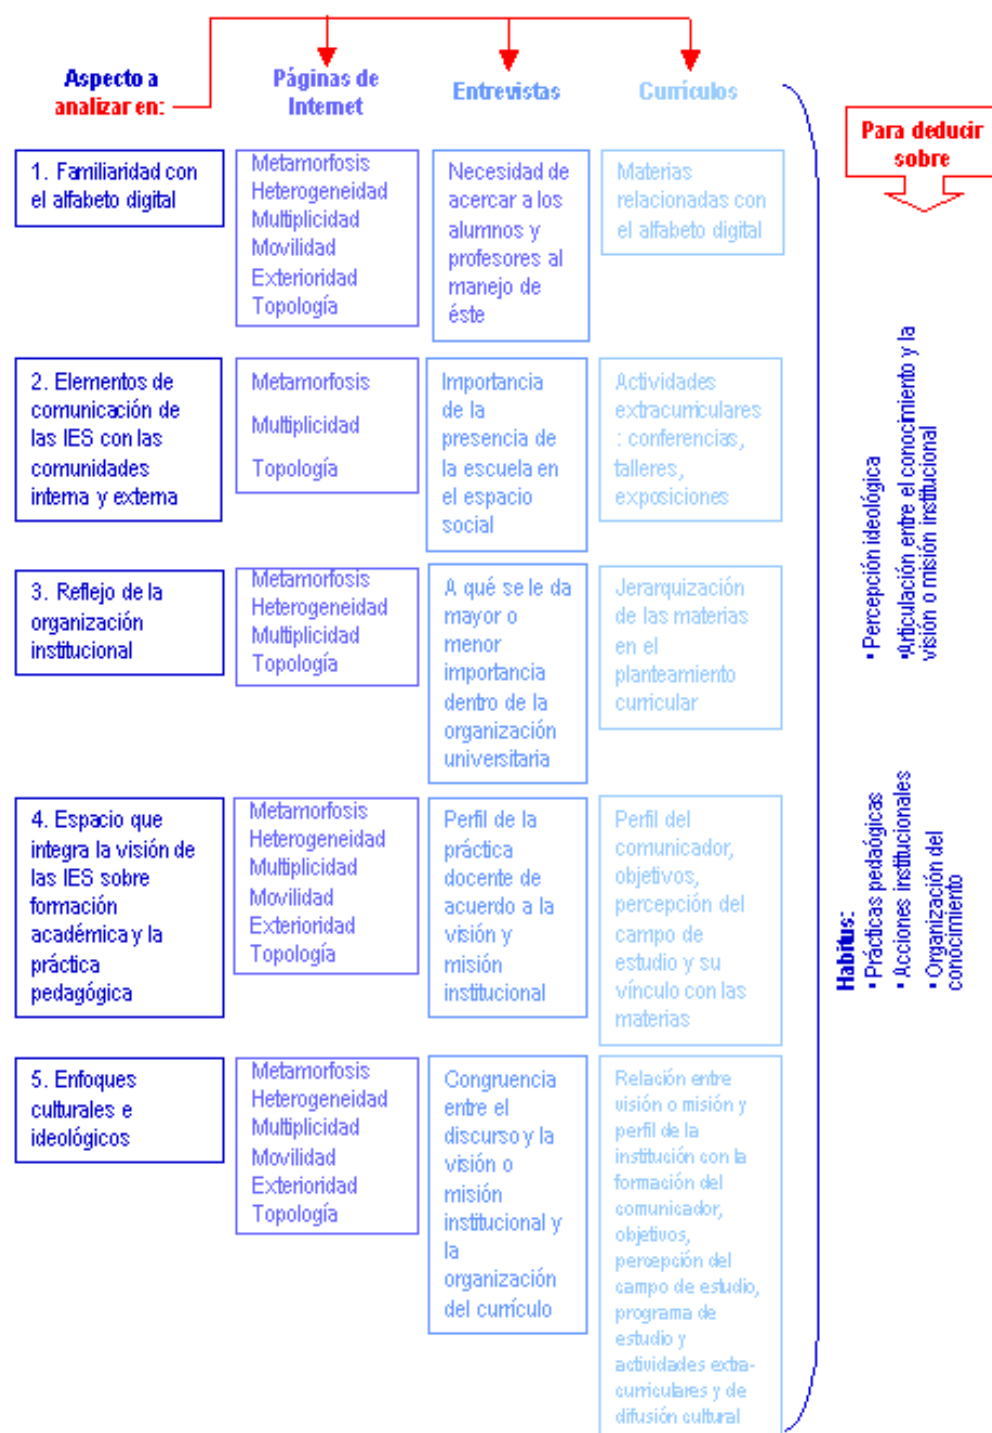 Aspecto a
analizar en:
Páginas de
Internet
Entrevistas
Currículos
Para deducir
sobre
1. Familiaridad con
el alfabeto digital
Metamorfosis
Heterogeneidad
Multiplicidad
Movilidad
Exterioridad
Topología
Necesidad de
acercar a los
alumnos y
profesores al
manejo de
éste
Materias
relacionadas con
el alfabeto digital
2. Elementos de
comunicación de
las IES con las
comunidades
interna y externa
Metamorfosis
Multiplicidad
Topología
Importancia
de la
presencia de
la escuela en
el espacio
social
Actividades
extracurriculares
: conferencias,
talleres,
exposiciones
3. Reflejo de la
organización
institucional
Metamorfosis
Heterogeneidad
Multiplicidad
Topología
A qué se le da
mayor o
menor
importancia
dentro de la
organización
universitaria
Jerarquización
de las materias
en el
planteamiento
curricular
4. Espacio que
integra la visión de
las IES sobre
formación
académica y la
práctica
pedagógica
Metamorfosis
Heterogeneidad
Multiplicidad
Movilidad
Exterioridad
Topología
Perfil de la
práctica
docente de
acuerdo a la
visión y
misión
institucional
Perfil del
comunicador,
objetivos,
percepción del
campo de
estudio y su
vínculo con las
materias
5. Enfoques
culturales e
ideológicos
Metamorfosis
Heterogeneidad
Multiplicidad
Movilidad
Exterioridad
Topología
Congruencia
entre el
discurso y la
visión o
misión
institucional y
la
organización
del currículo
Relación entre
visión o misión y
perfil de la
institución con la
formación del
comunicador,
objetivos,
percepción del
campo de estudio,
programa de
estudio y
actividades extra-
curriculares y de
difusión cultural
Habitus:
▪ Prácticas pedagógicas
▪ Acciones institucionales
▪ Organización del
conocimiento
▪ Percepción ideológica
▪Articulación entre el conocimiento y la
visión o misión institucional